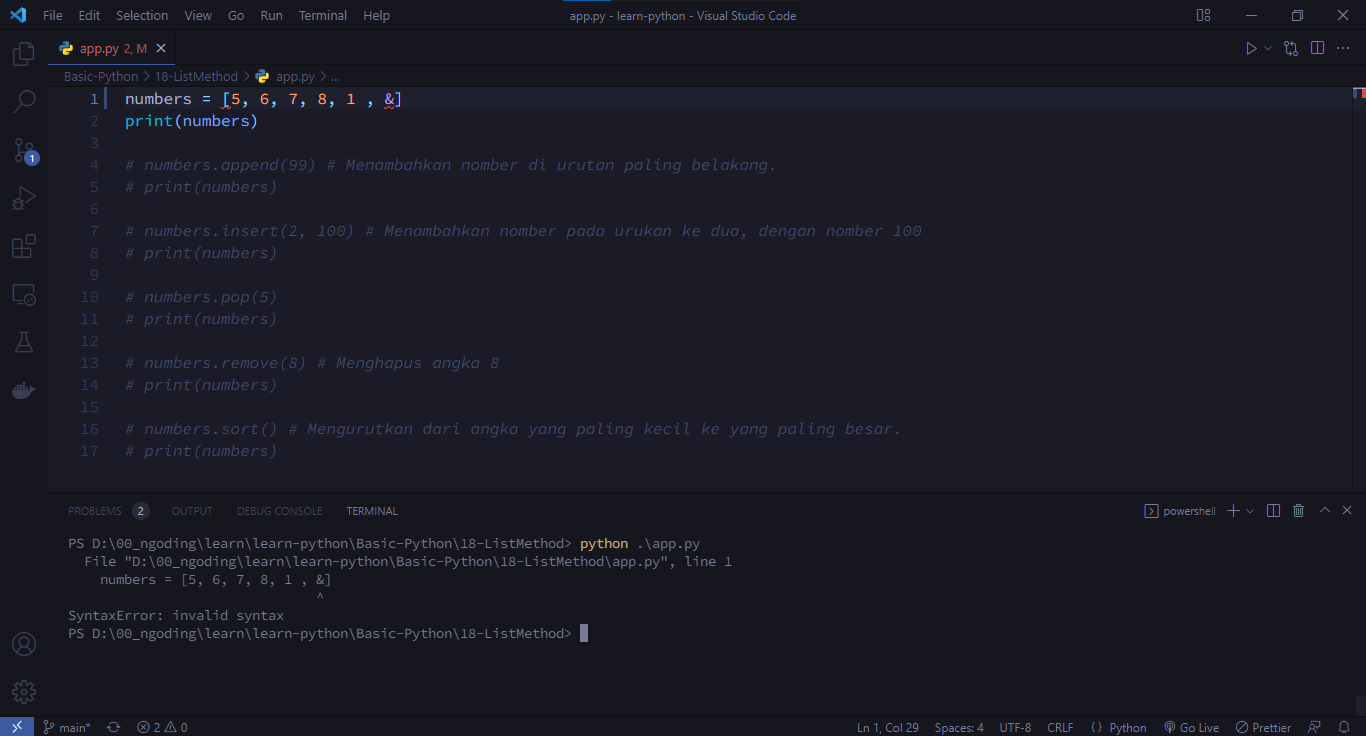 File Edit Selection View Go Run Terminal Help
app.py - learn-python - Visual Studio Code
app.py 2, M
Basic-Python > 18-ListMethod > app.py > ...
1 numbers = [5, 6, 7, 8, 1 , &]
2 print(numbers)
3
4 # numbers.append(99) # Menambahkan nomber di urutan paling belakang.
5 # print(numbers)
6
7 # numbers.insert(2, 100) # Menambahkan nomber pada urukan ke dua, dengan nomber 100
8 # print(numbers)
9
10 # numbers.pop(5)
11 # print(numbers)
12
13 # numbers.remove(8) # Menghapus angka 8
14 # print(numbers)
15
16 # numbers.sort() # Mengurutkan dari angka yang paling kecil ke yang paling besar.
17 # print(numbers)
1
PROBLEMS 2 OUTPUT DEBUG CONSOLE TERMINAL
powershell
PS D:\00_ngoding\learn\learn-python\Basic-Python\18-ListMethod> python .\app.py
File "D:\00_ngoding\learn\learn-python\Basic-Python\18-ListMethod\app.py", line 1
numbers = [5, 6, 7, 8, 1 , &]
^
SyntaxError: invalid syntax
PS D:\00_ngoding\learn\learn-python\Basic-Python\18-ListMethod>
main* 2 0
Ln 1, Col 29 Spaces: 4 UTF-8 CRLF {} Python Go Live Prettier